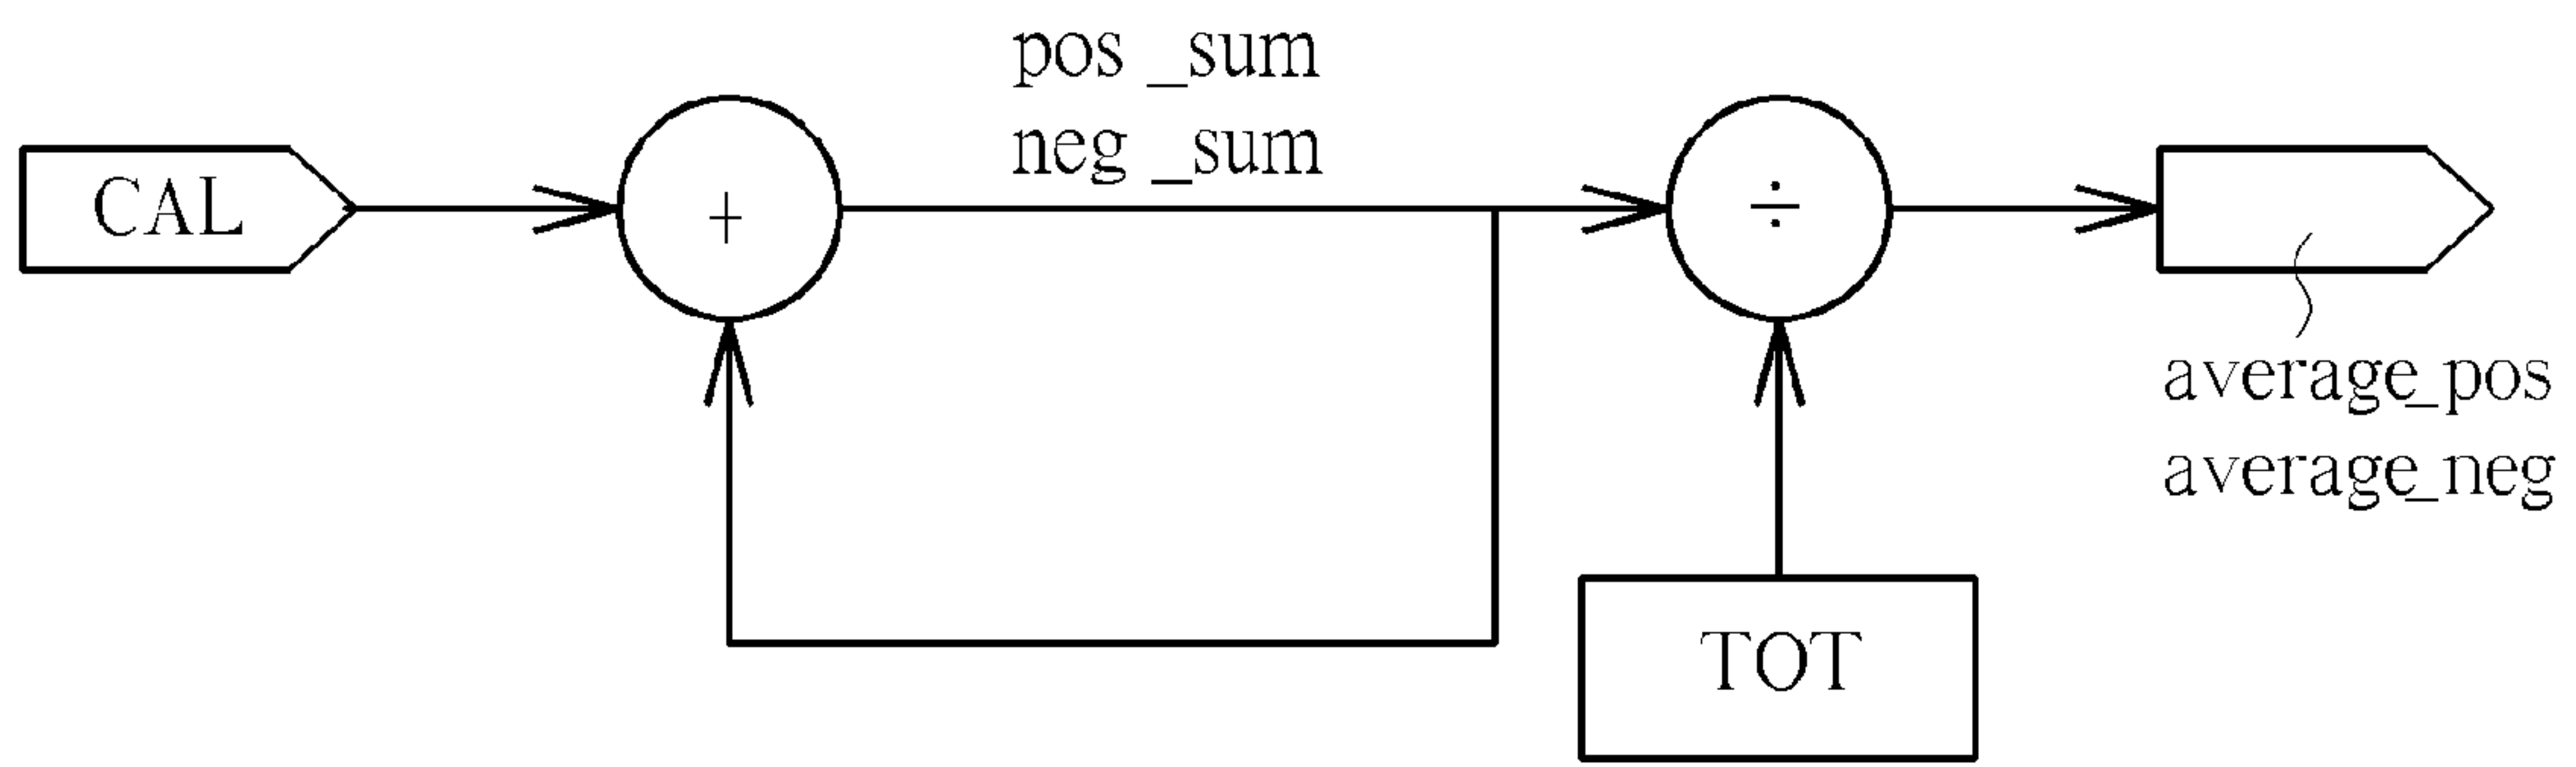 pos _sum
neg _sum
CAL
+
÷
average_pos
average_neg
TOT